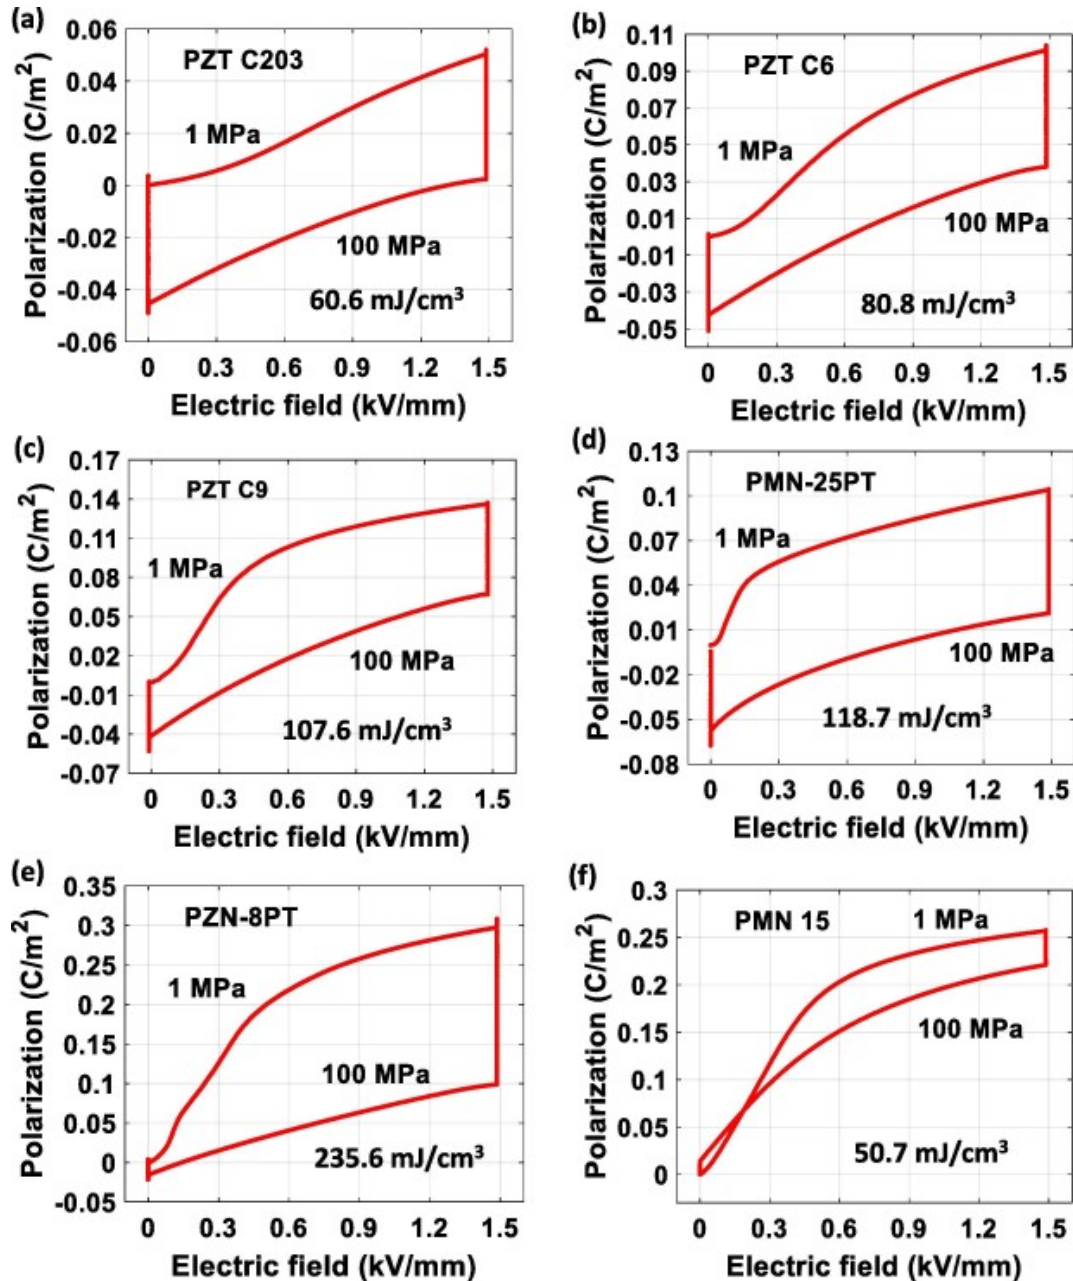 (a)
0.06
0.04
0.02
0
-0.02
-0.04
-0.06
Polarization (C/m²)
PZT C203
1 MPa
100 MPa
60.6 mJ/cm³
0 0.3 0.6 0.9 1.2 1.5
Electric field (kV/mm)
(b)
0.11
0.09
0.07
0.05
0.03
0.01
-0.01
-0.03
-0.05
Polarization (C/m²)
PZT C6
1 MPa
100 MPa
80.8 mJ/cm³
0 0.3 0.6 0.9 1.2 1.5
Electric field (kV/mm)
(c)
0.17
0.14
0.11
0.08
0.05
0.02
-0.01
-0.04
-0.07
Polarization (C/m²)
PZT C9
1 MPa
100 MPa
107.6 mJ/cm³
0 0.3 0.6 0.9 1.2 1.5
Electric field (kV/mm)
(d)
0.13
0.1
0.07
0.04
0.01
-0.02
-0.05
-0.08
Polarization (C/m²)
PMN-25PT
1 MPa
100 MPa
118.7 mJ/cm³
0 0.3 0.6 0.9 1.2 1.5
Electric field (kV/mm)
(e)
0.35
0.3
0.25
0.2
0.15
0.1
0.05
0
-0.05
Polarization (C/m²)
PZN-8PT
1 MPa
100 MPa
235.6 mJ/cm³
0 0.3 0.6 0.9 1.2 1.5
Electric field (kV/mm)
(f)
0.3
0.25
0.2
0.15
0.1
0.05
0
Polarization (C/m²)
PMN 15
1 MPa
100 MPa
50.7 mJ/cm³
0 0.3 0.6 0.9 1.2 1.5
Electric field (kV/mm)